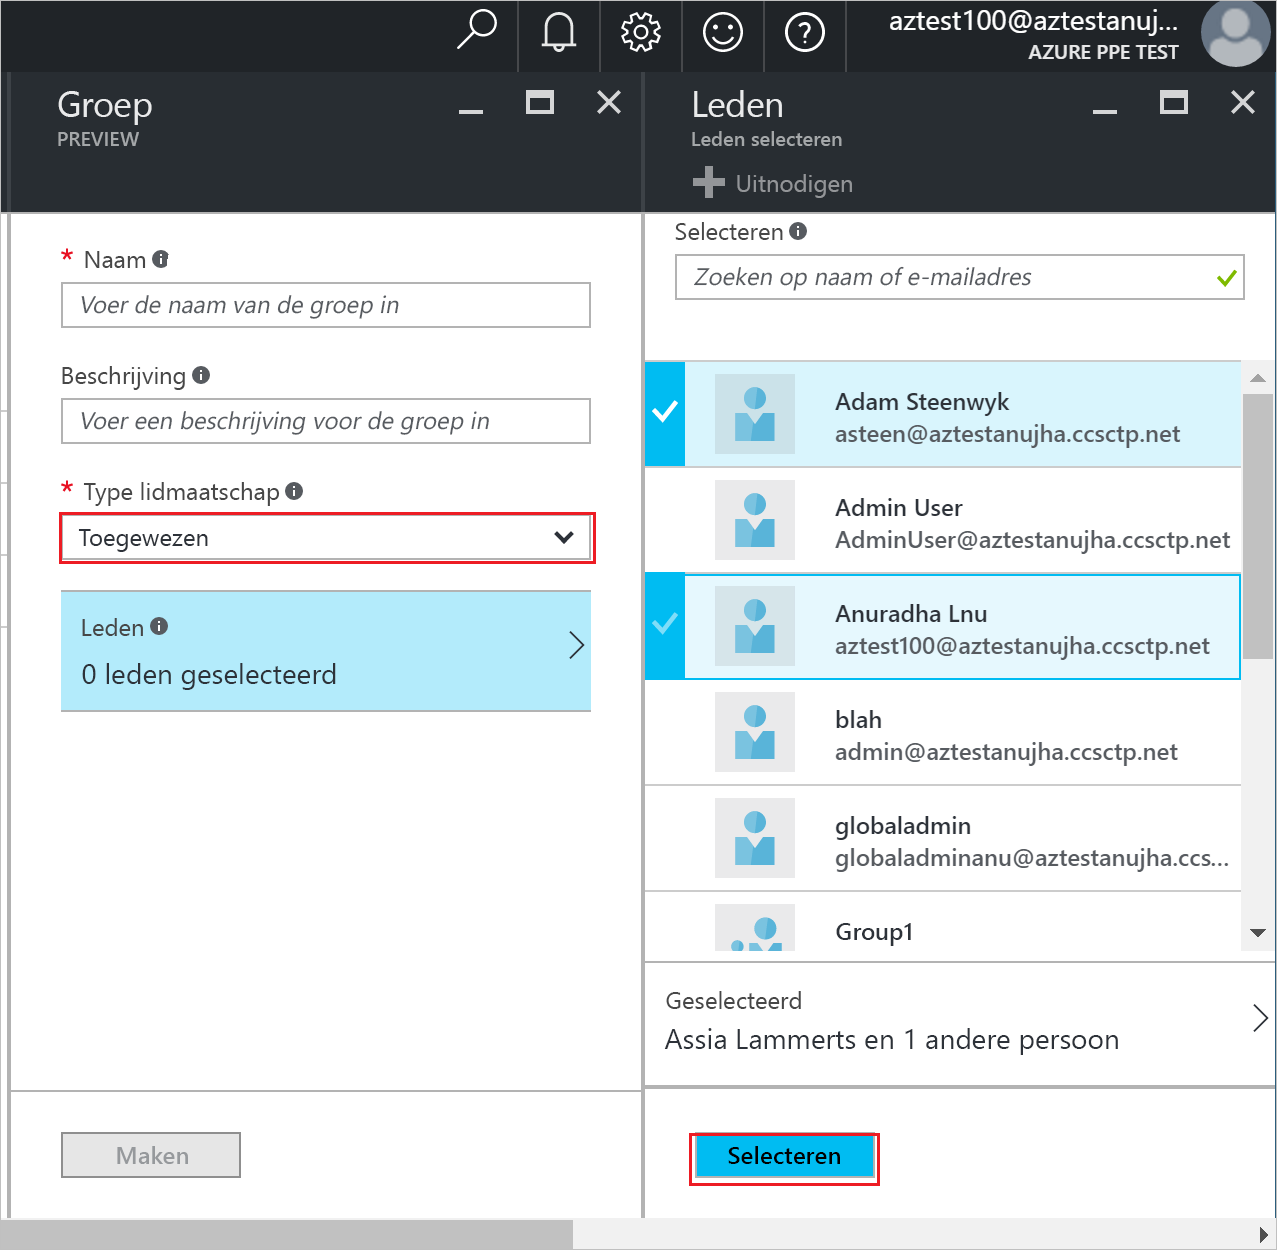 aztest100@aztestanuj...
AZURE PPE TEST
Groep
PREVIEW
* Naam
Voer de naam van de groep in
Beschrijving
Voer een beschrijving voor de groep in
* Type lidmaatschap
Toegewezen
Leden
0 leden geselecteerd
Maken
Leden
Leden selecteren
Uitnodigen
Selecteren
Zoeken op naam of e-mailadres
Adam Steenwyk
asteen@aztestanujha.ccsctp.net
Admin User
AdminUser@aztestanujha.ccsctp.net
Anuradha Lnu
aztest100@aztestanujha.ccsctp.net
blah
admin@aztestanujha.ccsctp.net
globaladmin
globaladminanu@aztestanujha.ccs...
Group1
Geselecteerd
Assia Lammerts en 1 andere persoon
Selecteren